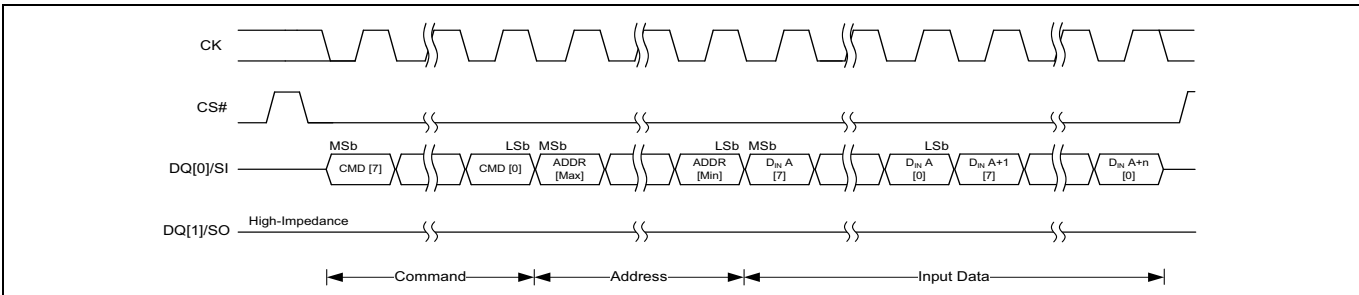 CK
CS#
MSb LSb MSb LSb MSb LSb
DQ[0]/SI CMD [7] CMD [0] ADDR [Max] ADDR [Min] DIN A [7] DIN A [0] DIN A+1 [7] DIN A+n [0]
High-Impedance
DQ[1]/SO
Command Address Input Data